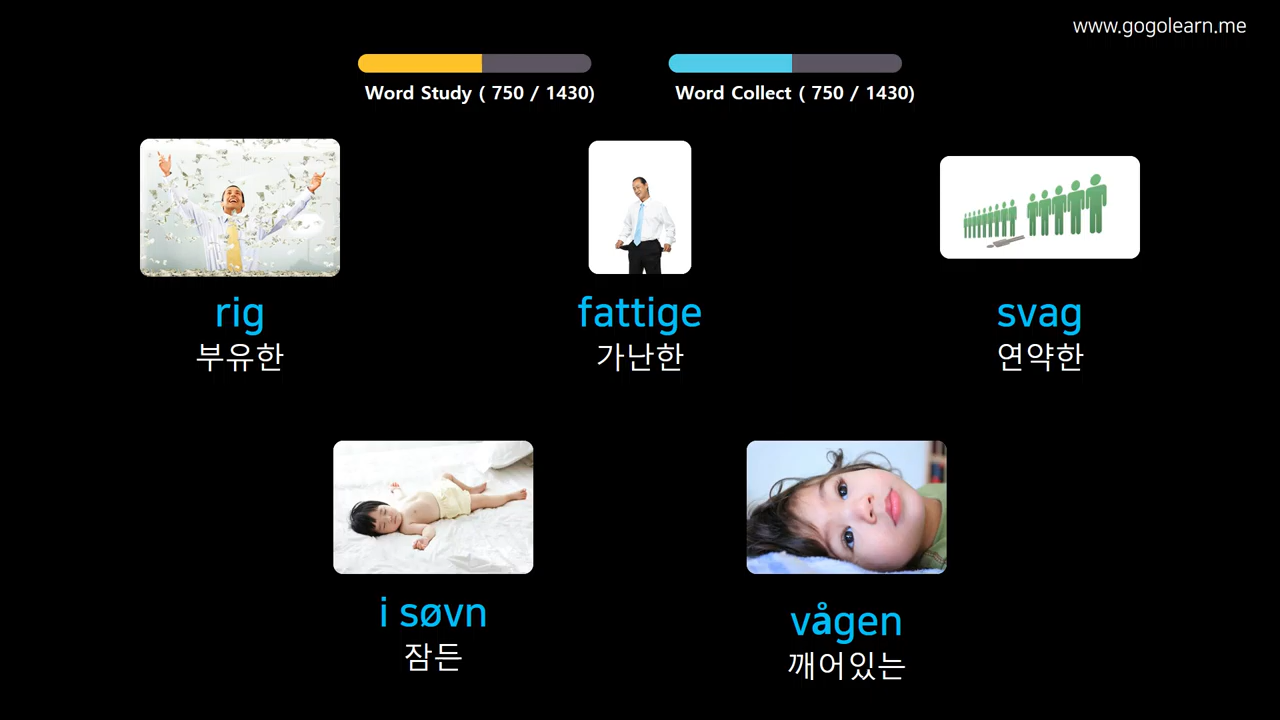 www.gogolearn.me
Word Study ( 750 / 1430)
Word Collect ( 750 / 1430)
rig
부유한
fattige
가난한
svag
연약한
i søvn
잠든
vågen
깨어있는